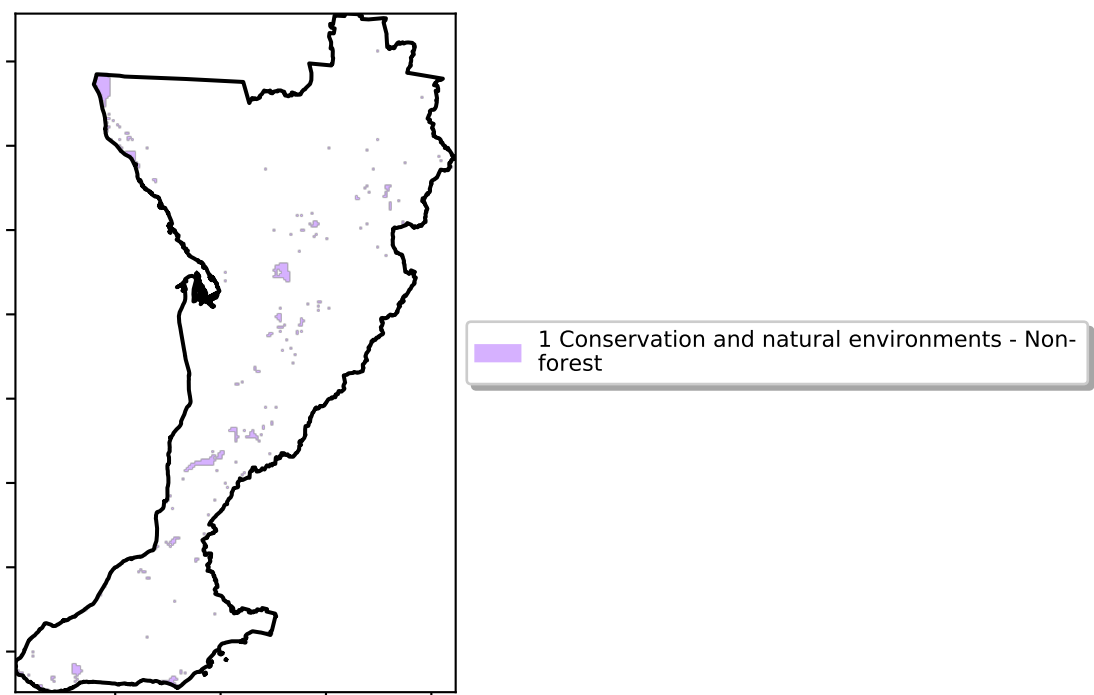 1 Conservation and natural environments - Non-
forest